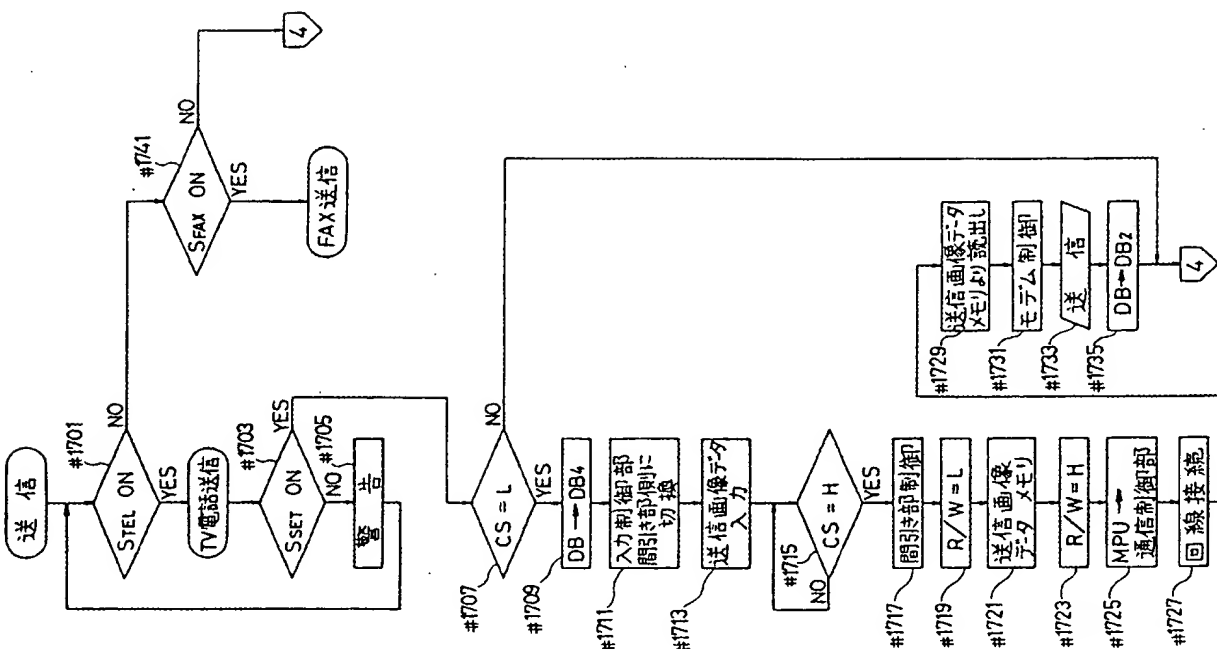 送信
#1701
STEL ON
NO
YES
TV電話送信
#1703
SSET ON
YES
NO
#1705
警告
#1741
SFAX ON
NO
YES
FAX送信
4
#1707
CS = L
NO
YES
#1709
DB → DB4
#1711
入力制御部
間引き部側に
切換
#1713
送信画像データ
入力
#1715
CS = H
NO
YES
#1717
間引き部制御
#1719
R/W = L
#1721
送信画像
データ メモリ
#1723
R/W = H
#1725
MPU →
通信制御部
#1727
回線接続
#1729
送信画像データ
メモリより読出し
#1731
モデム制御
#1733
送信
#1735
DB → DB2
4